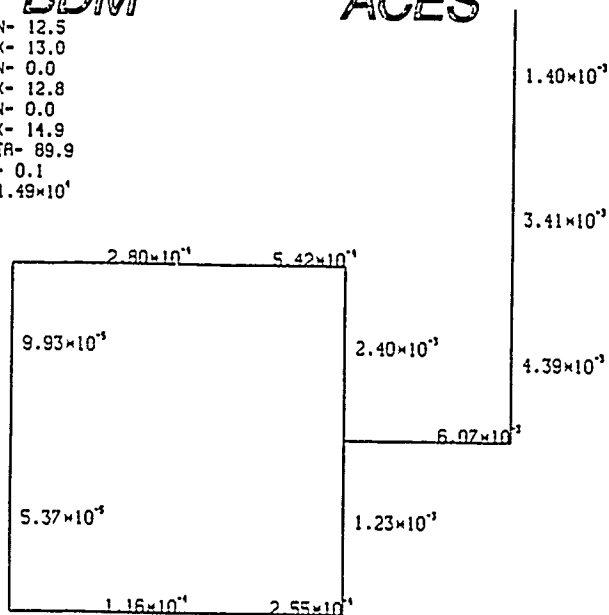 BDM ACES
N- 12.5
X- 13.0
N- 0.0
X- 12.8
N- 0.0
X- 14.9
TA- 89.9
- 0.1
1.49×10⁴
1.40×10⁻³
3.41×10⁻³
2.80×10⁻⁴ 5.42×10⁻⁴
9.93×10⁻⁵ 2.40×10⁻³ 4.39×10⁻³
6.07×10⁻³
5.37×10⁻⁵ 1.23×10⁻³
1.16×10⁻⁴ 2.55×10⁻⁴